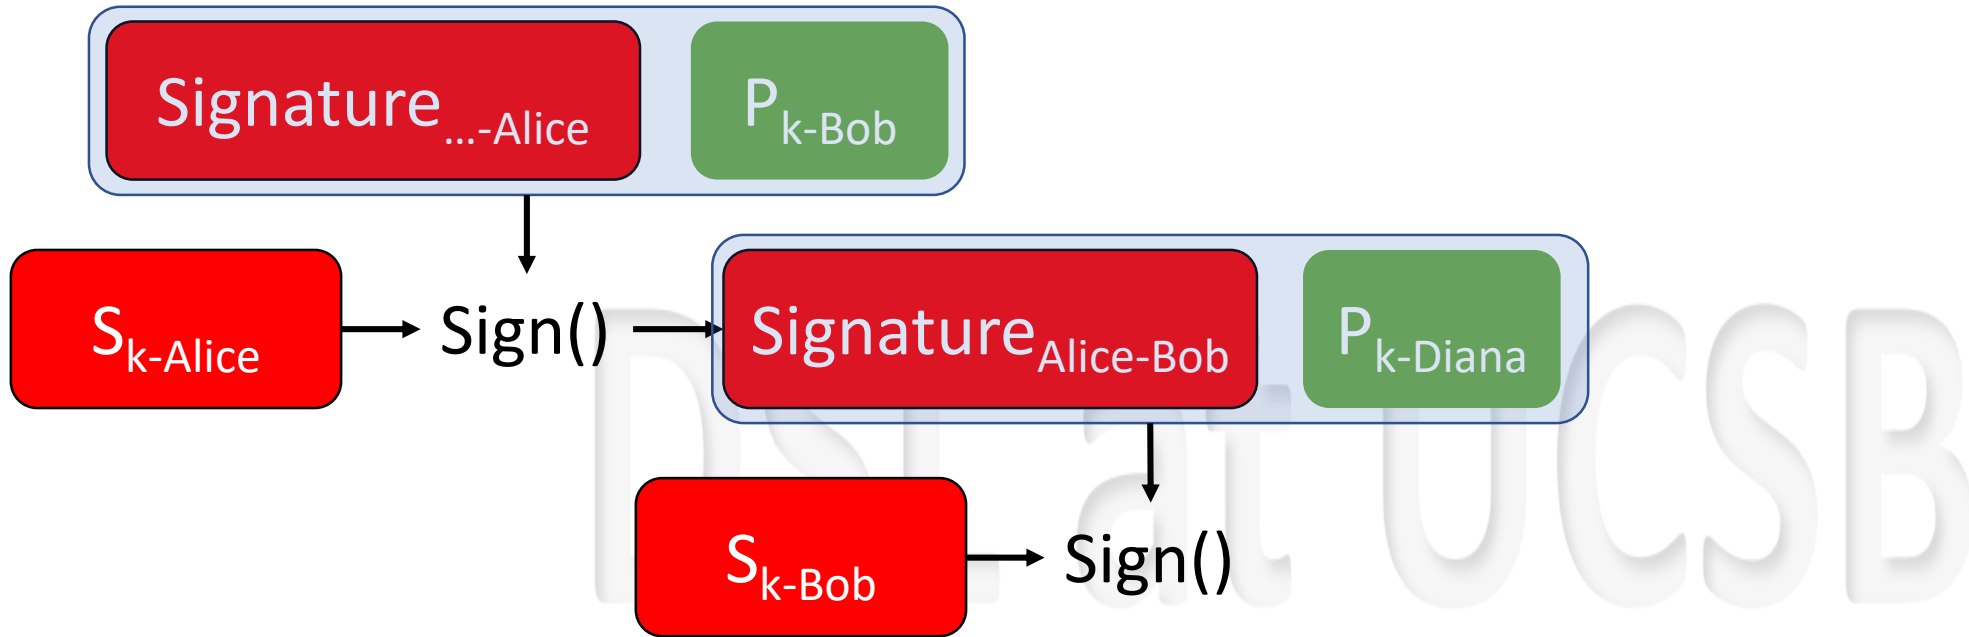 Signature...-Alice
Pk-Bob
Sk-Alice
Sign()
SignatureAlice-Bob
Pk-Diana
Sk-Bob
Sign()
DSL at UCSB